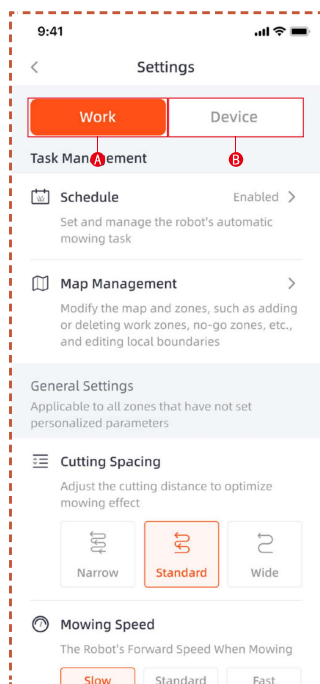 9:41
Settings
Work Device
A B
Task Management
Schedule Enabled
Set and manage the robot's automatic
mowing task
Map Management
Modify the map and zones, such as adding
or deleting work zones, no-go zones, etc.,
and editing local boundaries
General Settings
Applicable to all zones that have not set
personalized parameters
Cutting Spacing
Adjust the cutting distance to optimize
mowing effect
Narrow Standard Wide
Mowing Speed
The Robot's Forward Speed When Mowing
Slow Standard Fast